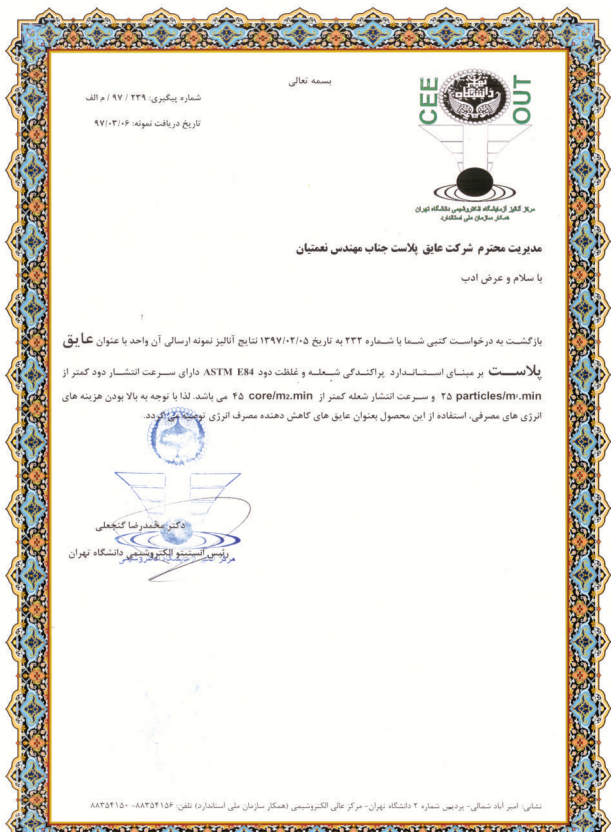 بسمه تعالی
شماره پیگیری: ۲۳۹ / ۹۷ / م الف
تاریخ دریافت نمونه: ۹۷/۰۳/۰۶
CEE OUT
دانشگاه تهران
مرکز آنالیز آزمایشگاه الکتروشیمی دانشگاه تهران
همکار سازمان ملی استاندارد
مدیریت محترم شرکت عایق پلاست جناب مهندس نعمتیان
با سلام و عرض ادب
بازگشت به درخواست کتبی شما با شماره ۲۳۲ به تاریخ ۱۳۹۷/۰۲/۰۵ نتایج آنالیز نمونه ارسالی آن واحد با عنوان عایق
پلاست بر مبنای استاندارد پراکندگی شعله و غلظت دود ASTM E84 دارای سرعت انتشار دود کمتر از
۲۵ particles/m².min و سرعت انتشار شعله کمتر از ۴۵ core/m2.min می باشد. لذا با توجه به بالا بودن هزینه های
انرژی های مصرفی، استفاده از این محصول بعنوان عایق های کاهش دهنده مصرف انرژی توصیه می گردد.
دکتر محمدرضا گنجعلی
رئیس انستیتو الکتروشیمی دانشگاه تهران
نشانی: امیر آباد شمالی- پردیس شماره ۲ دانشگاه تهران- مرکز عالی الکتروشیمی (همکار سازمان ملی استاندارد) تلفن: ۸۸۳۵۴۱۵۶- ۸۸۳۵۴۱۵۰